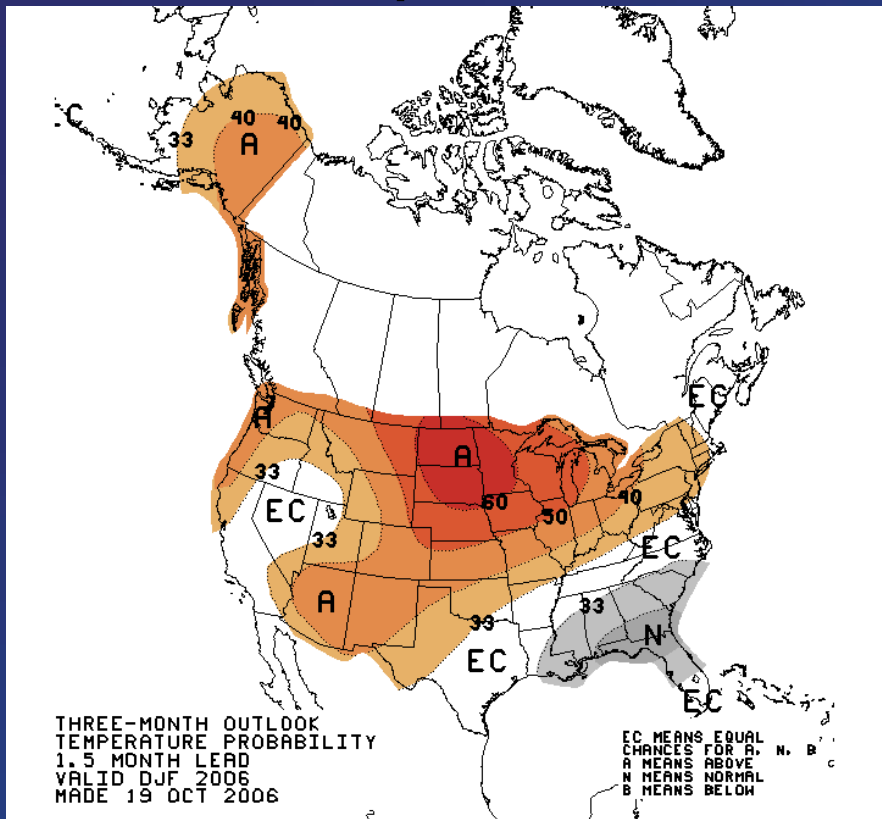 C
40
40
33
A
EC
A
33
A
60
EC
50
40
33
EC
A
33
33
N
EC
EC
THREE-MONTH OUTLOOK
TEMPERATURE PROBABILITY
1.5 MONTH LEAD
VALID DJF 2006
MADE 19 OCT 2006
EC MEANS EQUAL
CHANCES FOR A, N, B
A MEANS ABOVE
N MEANS NORMAL
B MEANS BELOW
C